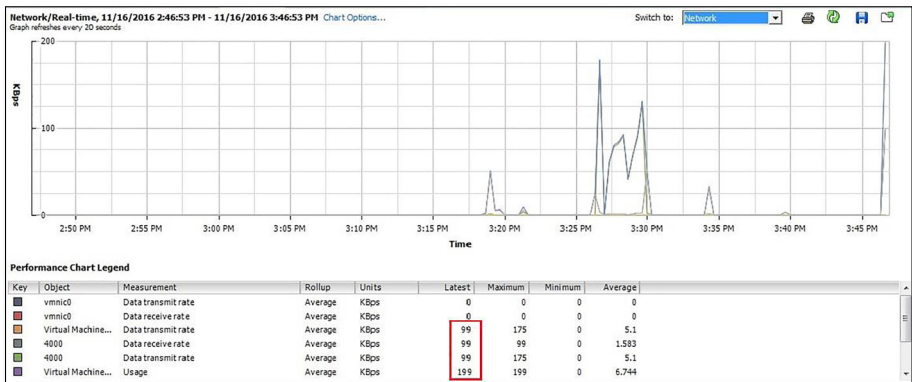 Network/Real-time, 11/16/2016 2:46:53 PM - 11/16/2016 3:46:53 PM Chart Options... Switch to: Network
Graph refreshes every 20 seconds
200
KBps
100
0
2:50 PM 2:55 PM 3:00 PM 3:05 PM 3:10 PM 3:15 PM 3:20 PM 3:25 PM 3:30 PM 3:35 PM 3:40 PM 3:45 PM
Time
Performance Chart Legend
Key Object Measurement Rollup Units Latest Maximum Minimum Average
vmnic0 Data transmit rate Average KBps 0 0 0 0
vmnic0 Data receive rate Average KBps 0 0 0 0
Virtual Machine... Data transmit rate Average KBps 99 175 0 5.1
4000 Data receive rate Average KBps 99 99 0 1.583
4000 Data transmit rate Average KBps 99 175 0 5.1
Virtual Machine... Usage Average KBps 199 199 0 6.744